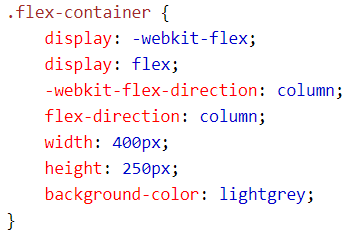 .flex-container {
    display: -webkit-flex;
    display: flex;
    -webkit-flex-direction: column;
    flex-direction: column;
    width: 400px;
    height: 250px;
    background-color: lightgrey;
}